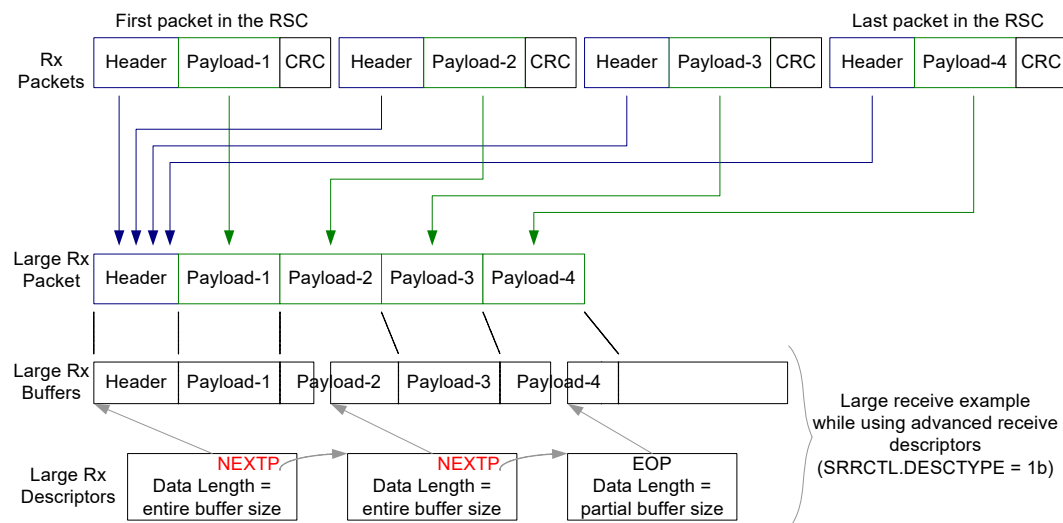 First packet in the RSC
Last packet in the RSC
Rx
Packets
Header Payload-1 CRC Header Payload-2 CRC Header Payload-3 CRC Header Payload-4 CRC
Large Rx
Packet
Header Payload-1 Payload-2 Payload-3 Payload-4
Large Rx
Buffers
Header Payload-1 Payload-2 Payload-3 Payload-4
Large Rx
Descriptors
NEXTP
Data Length =
entire buffer size
NEXTP
Data Length =
entire buffer size
EOP
Data Length =
partial buffer size
Large receive example
while using advanced receive
descriptors
(SRRCTL.DESCTYPE = 1b)